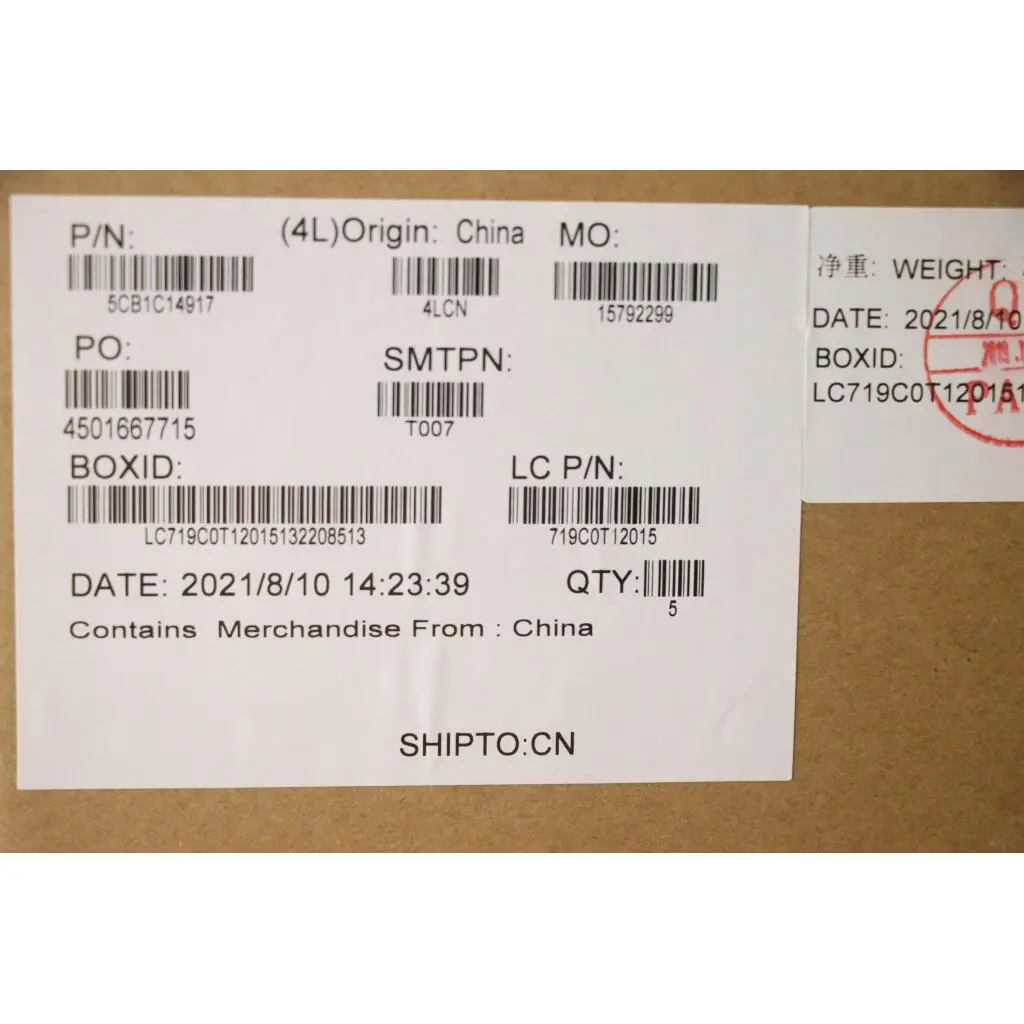 P/N: (4L)Origin: China MO:
5CB1C14917 4LCN 15792299
PO: SMTPN:
4501667715 T007
BOXID: LC P/N:
LC719C0T12015132208513 719C0T12015
DATE: 2021/8/10 14:23:39 QTY:
5
Contains Merchandise From : China
SHIPTO:CN
净重: WEIGHT:
DATE: 2021/8/10
BOXID:
LC719C0T120151